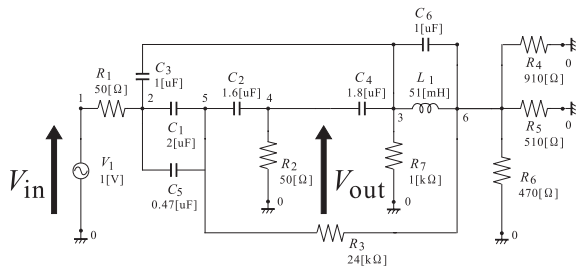 C6
1[uF]
R4
910[Ω]
0
R1
50[Ω]
C3
1[uF]
C2
1.6[uF]
C4
1.8[uF]
L1
51[mH]
1
2
5
4
3
6
R5
510[Ω]
0
C1
2[uF]
R2
50[Ω]
0
R7
1[kΩ]
0
R6
470[Ω]
0
Vin
V1
1[V]
0
C5
0.47[uF]
Vout
R3
24[kΩ]